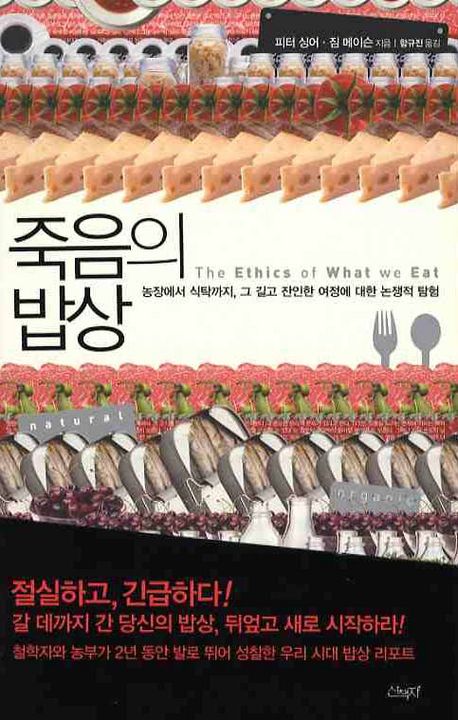 피터 싱어 · 짐 메이슨 지음 | 함규진 옮김
죽음의
밥상
The Ethics of What we Eat
농장에서 식탁까지, 그 길고 잔인한 여정에 대한 논쟁적 탐험
natural
organic
절실하고, 긴급하다!
갈 데까지 간 당신의 밥상, 뒤엎고 새로 시작하라!
철학자와 농부가 2년 동안 발로 뛰어 성찰한 우리 시대 밥상 리포트
산책자